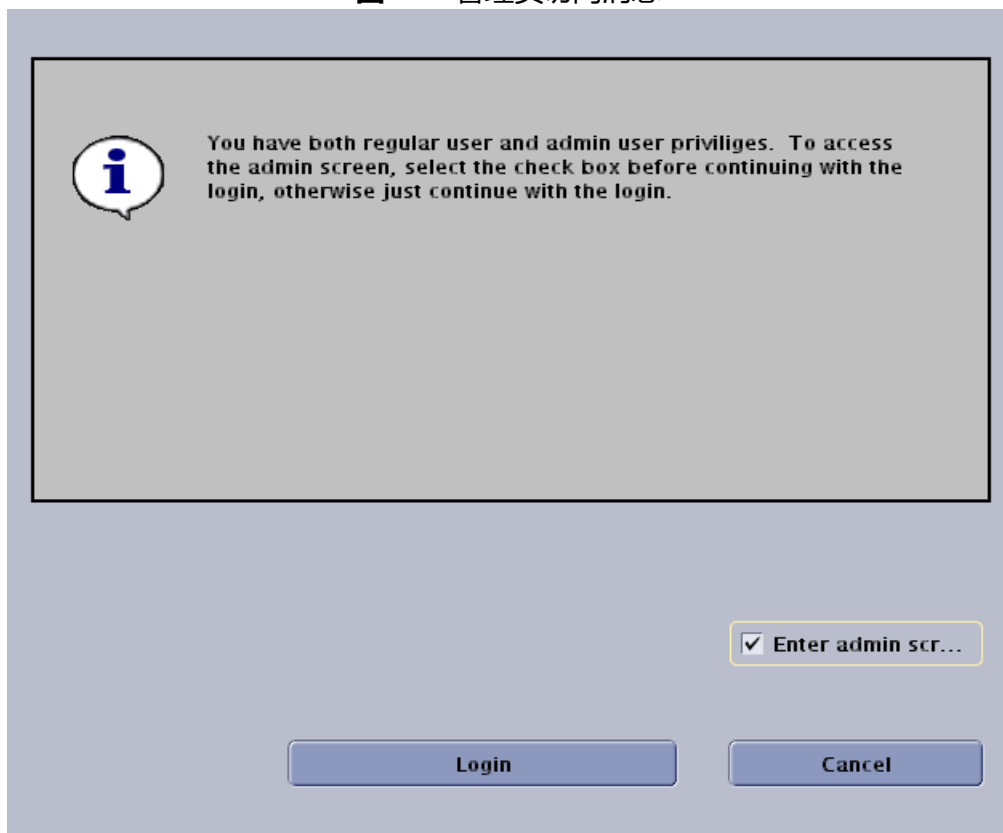 You have both regular user and admin user priviliges.  To access
the admin screen, select the check box before continuing with the
login, otherwise just continue with the login.
Enter admin scr...
Login
Cancel